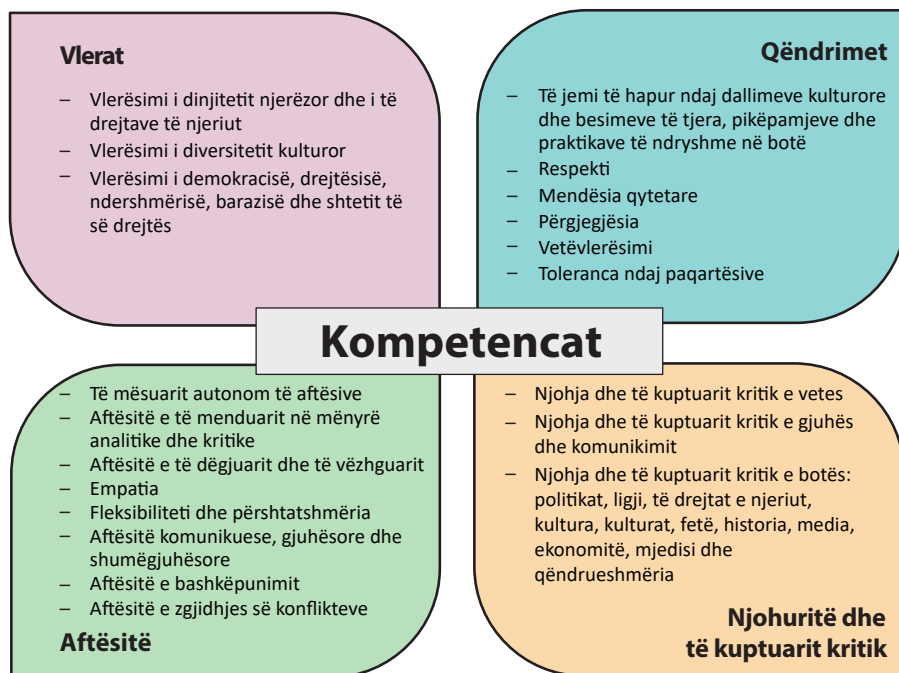 Vlerat
– Vlerësimi i dinjitetit njerëzor dhe i të
drejtave të njeriut
– Vlerësimi i diversitetit kulturor
– Vlerësimi i demokracisë, drejtësisë,
ndershmërisë, barazisë dhe shtetit të
së drejtës
Qëndrimet
– Të jemi të hapur ndaj dallimeve kulturore
dhe besimeve të tjera, pikëpamjeve dhe
praktikave të ndryshme në botë
– Respekti
– Mendësia qytetare
– Përgjegjësia
– Vetëvlerësimi
– Toleranca ndaj paqartësive
Kompetencat
– Të mësuarit autonom të aftësive
– Aftësitë e të menduarit në mënyrë
analitike dhe kritike
– Aftësitë e të dëgjuarit dhe të vëzhguarit
– Empatia
– Fleksibiliteti dhe përshtatshmëria
– Aftësitë komunikuese, gjuhësore dhe
shumëgjuhësore
– Aftësitë e bashkëpunimit
– Aftësitë e zgjidhjes së konflikteve
Aftësitë
– Njohja dhe të kuptuarit kritik e vetes
– Njohja dhe të kuptuarit kritik e gjuhës
dhe komunikimit
– Njohja dhe të kuptuarit kritik e botës:
politikat, ligji, të drejtat e njeriut,
kultura, kulturat, fetë, historia, media,
ekonomitë, mjedisi dhe
qëndrueshmëria
Njohuritë dhe
të kuptuarit kritik